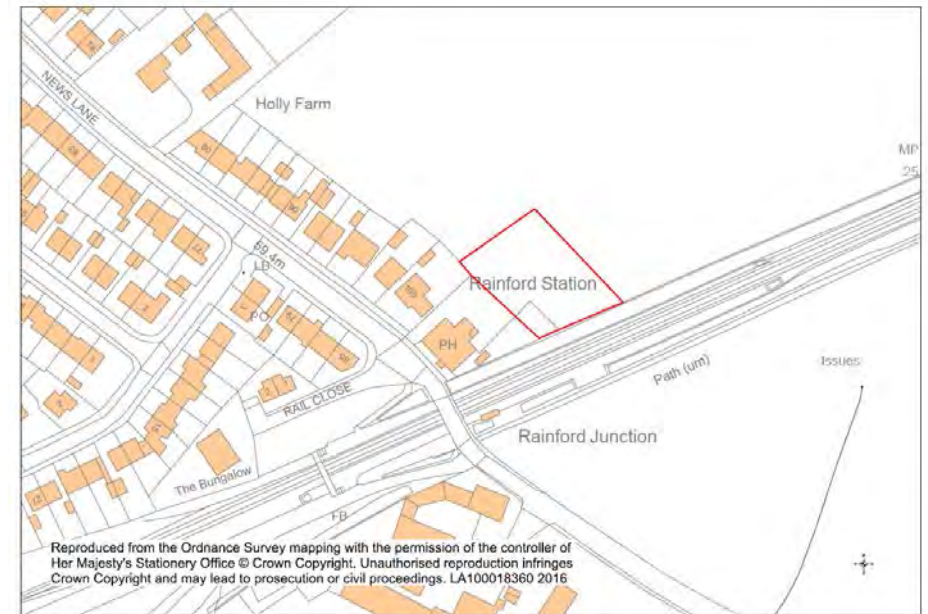 Holly Farm
NEWS LANE
MP
25
59.4m
LB
Rainford Station
PO
PH
Path (um)
Issues
RAIL CLOSE
Rainford Junction
The Bungalow
FB
Reproduced from the Ordnance Survey mapping with the permission of the controller of
Her Majesty's Stationery Office © Crown Copyright. Unauthorised reproduction infringes
Crown Copyright and may lead to prosecution or civil proceedings. LA100018360 2016